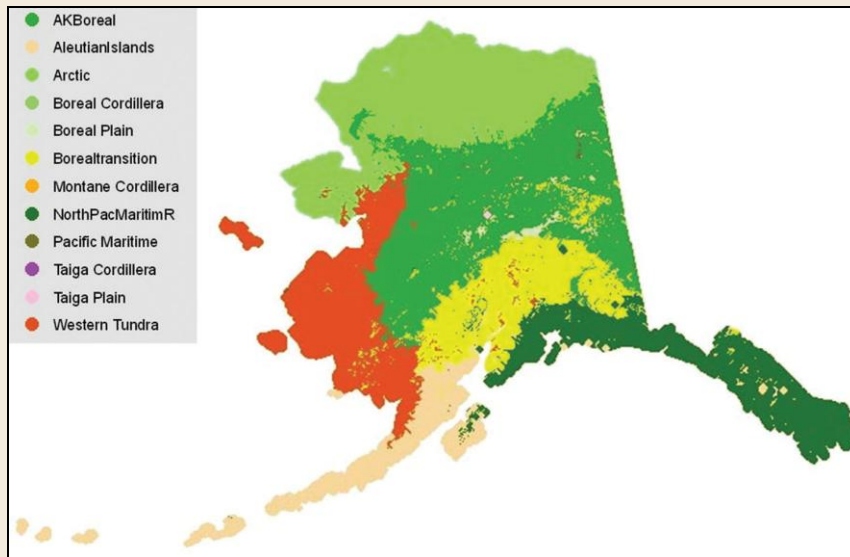 AKBoreal
AleutianIslands
Arctic
Boreal Cordillera
Boreal Plain
Borealtransition
Montane Cordillera
NorthPacMaritimR
Pacific Maritime
Taiga Cordillera
Taiga Plain
Western Tundra